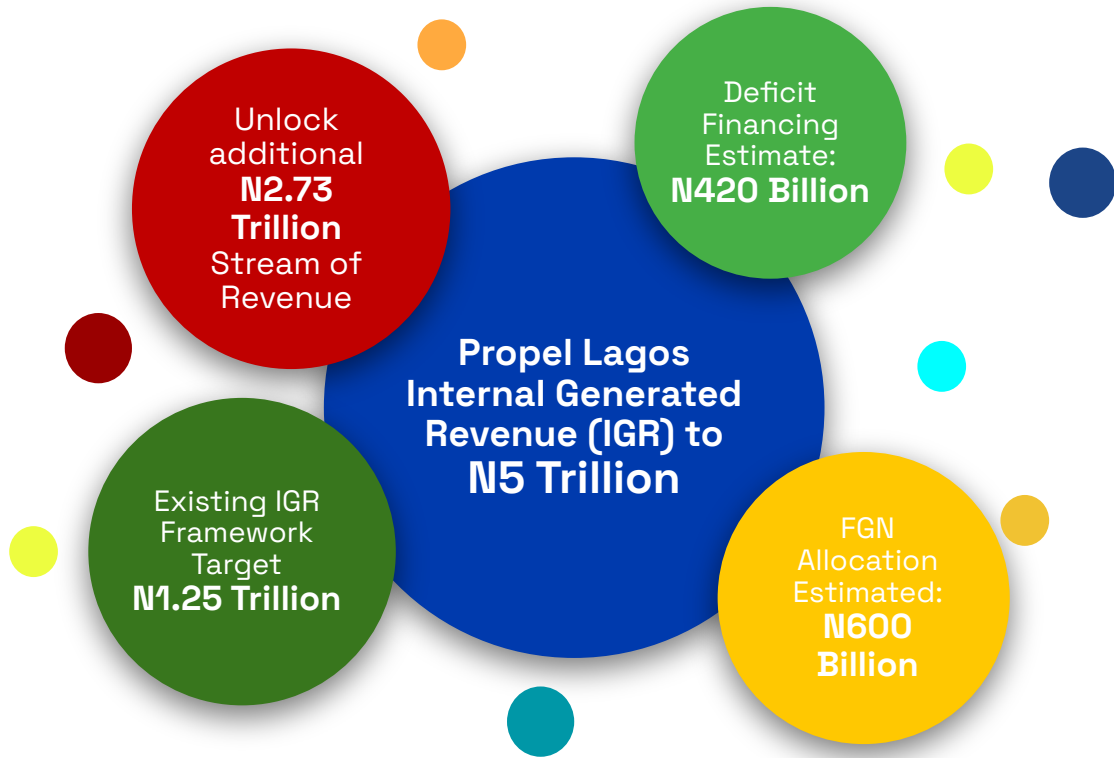 Unlock
additional
N2.73
Trillion
Stream of
Revenue
Deficit
Financing
Estimate:
N420 Billion
Propel Lagos
Internal Generated
Revenue (IGR) to
N5 Trillion
Existing IGR
Framework
Target
N1.25 Trillion
FGN
Allocation
Estimated:
N600
Billion